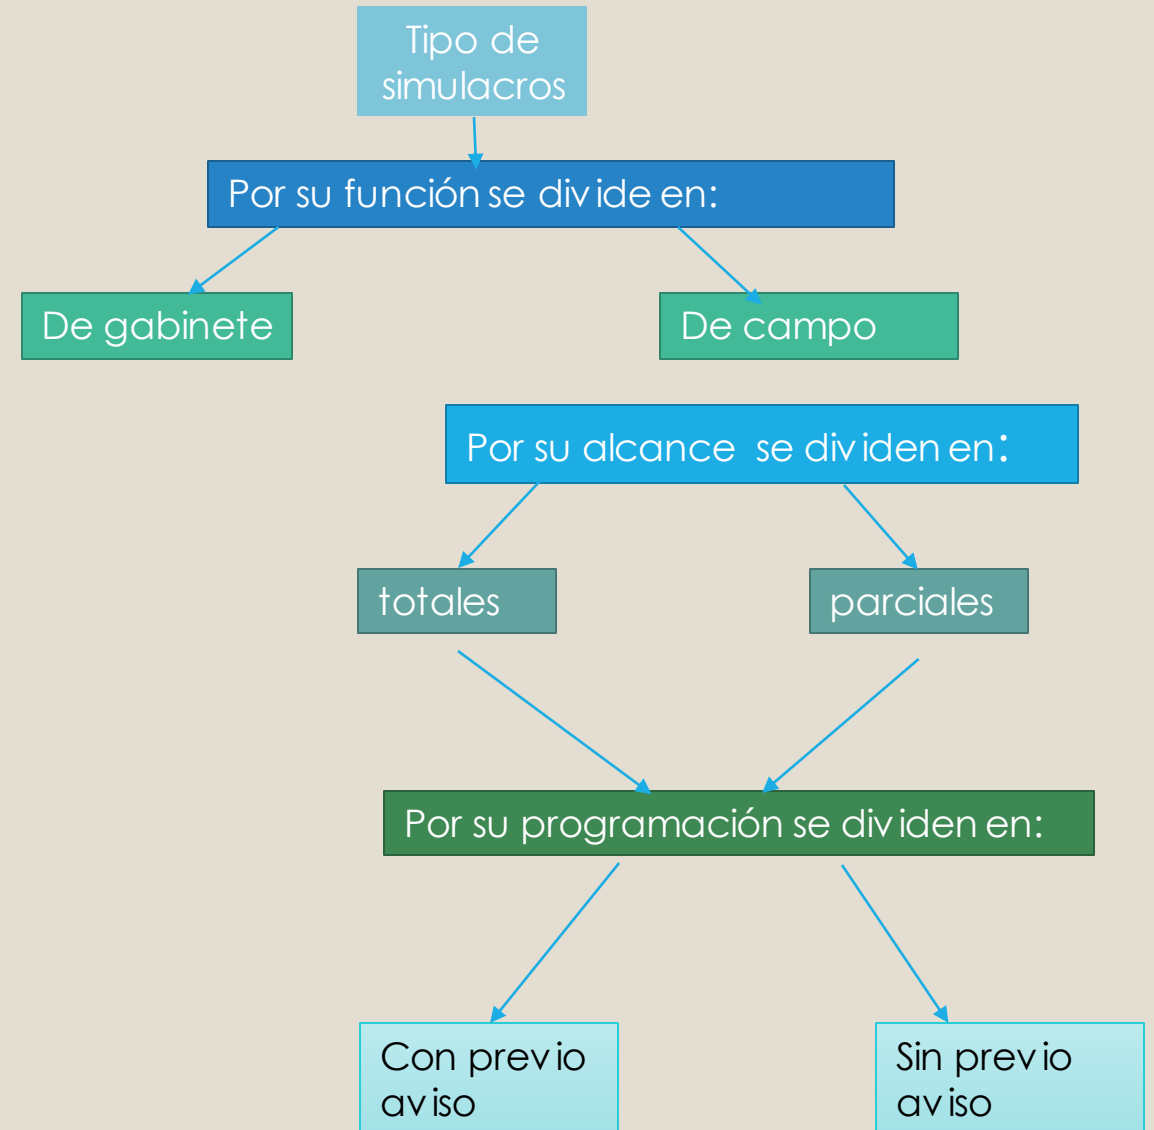 Tipo de
simulacros
Por su función se divide en:
De gabinete
De campo
Por su alcance se dividen en:
totales
parciales
Por su programación se dividen en:
Con previo
aviso
Sin previo
aviso